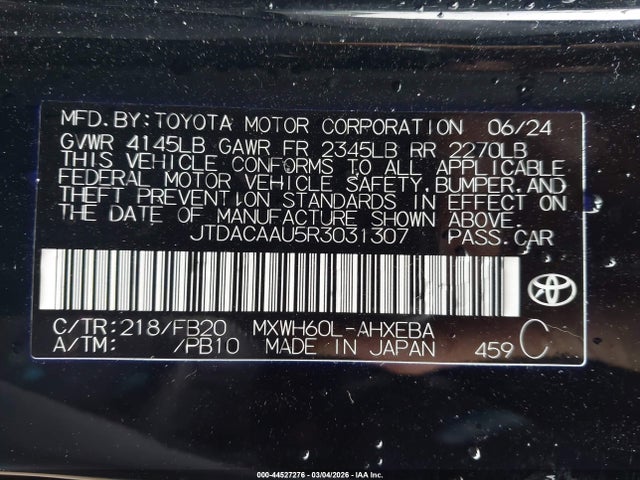 MFD. BY: TOYOTA MOTOR CORPORATION 06/24
GVWR 4145LB GAWR FR 2345LB RR 2270LB
THIS VEHICLE CONFORMS TO ALL APPLICABLE
FEDERAL MOTOR VEHICLE SAFETY, BUMPER, AND
THEFT PREVENTION STANDARDS IN EFFECT ON
THE DATE OF MANUFACTURE SHOWN ABOVE.
JTDACAAU5R3031307 PASS. CAR
C/TR: 218/FB20 MXWH60L-AHXEBA C
A/TM: /PB10 MADE IN JAPAN 459
000-44527276 - 03/04/2026 - IAA Inc.